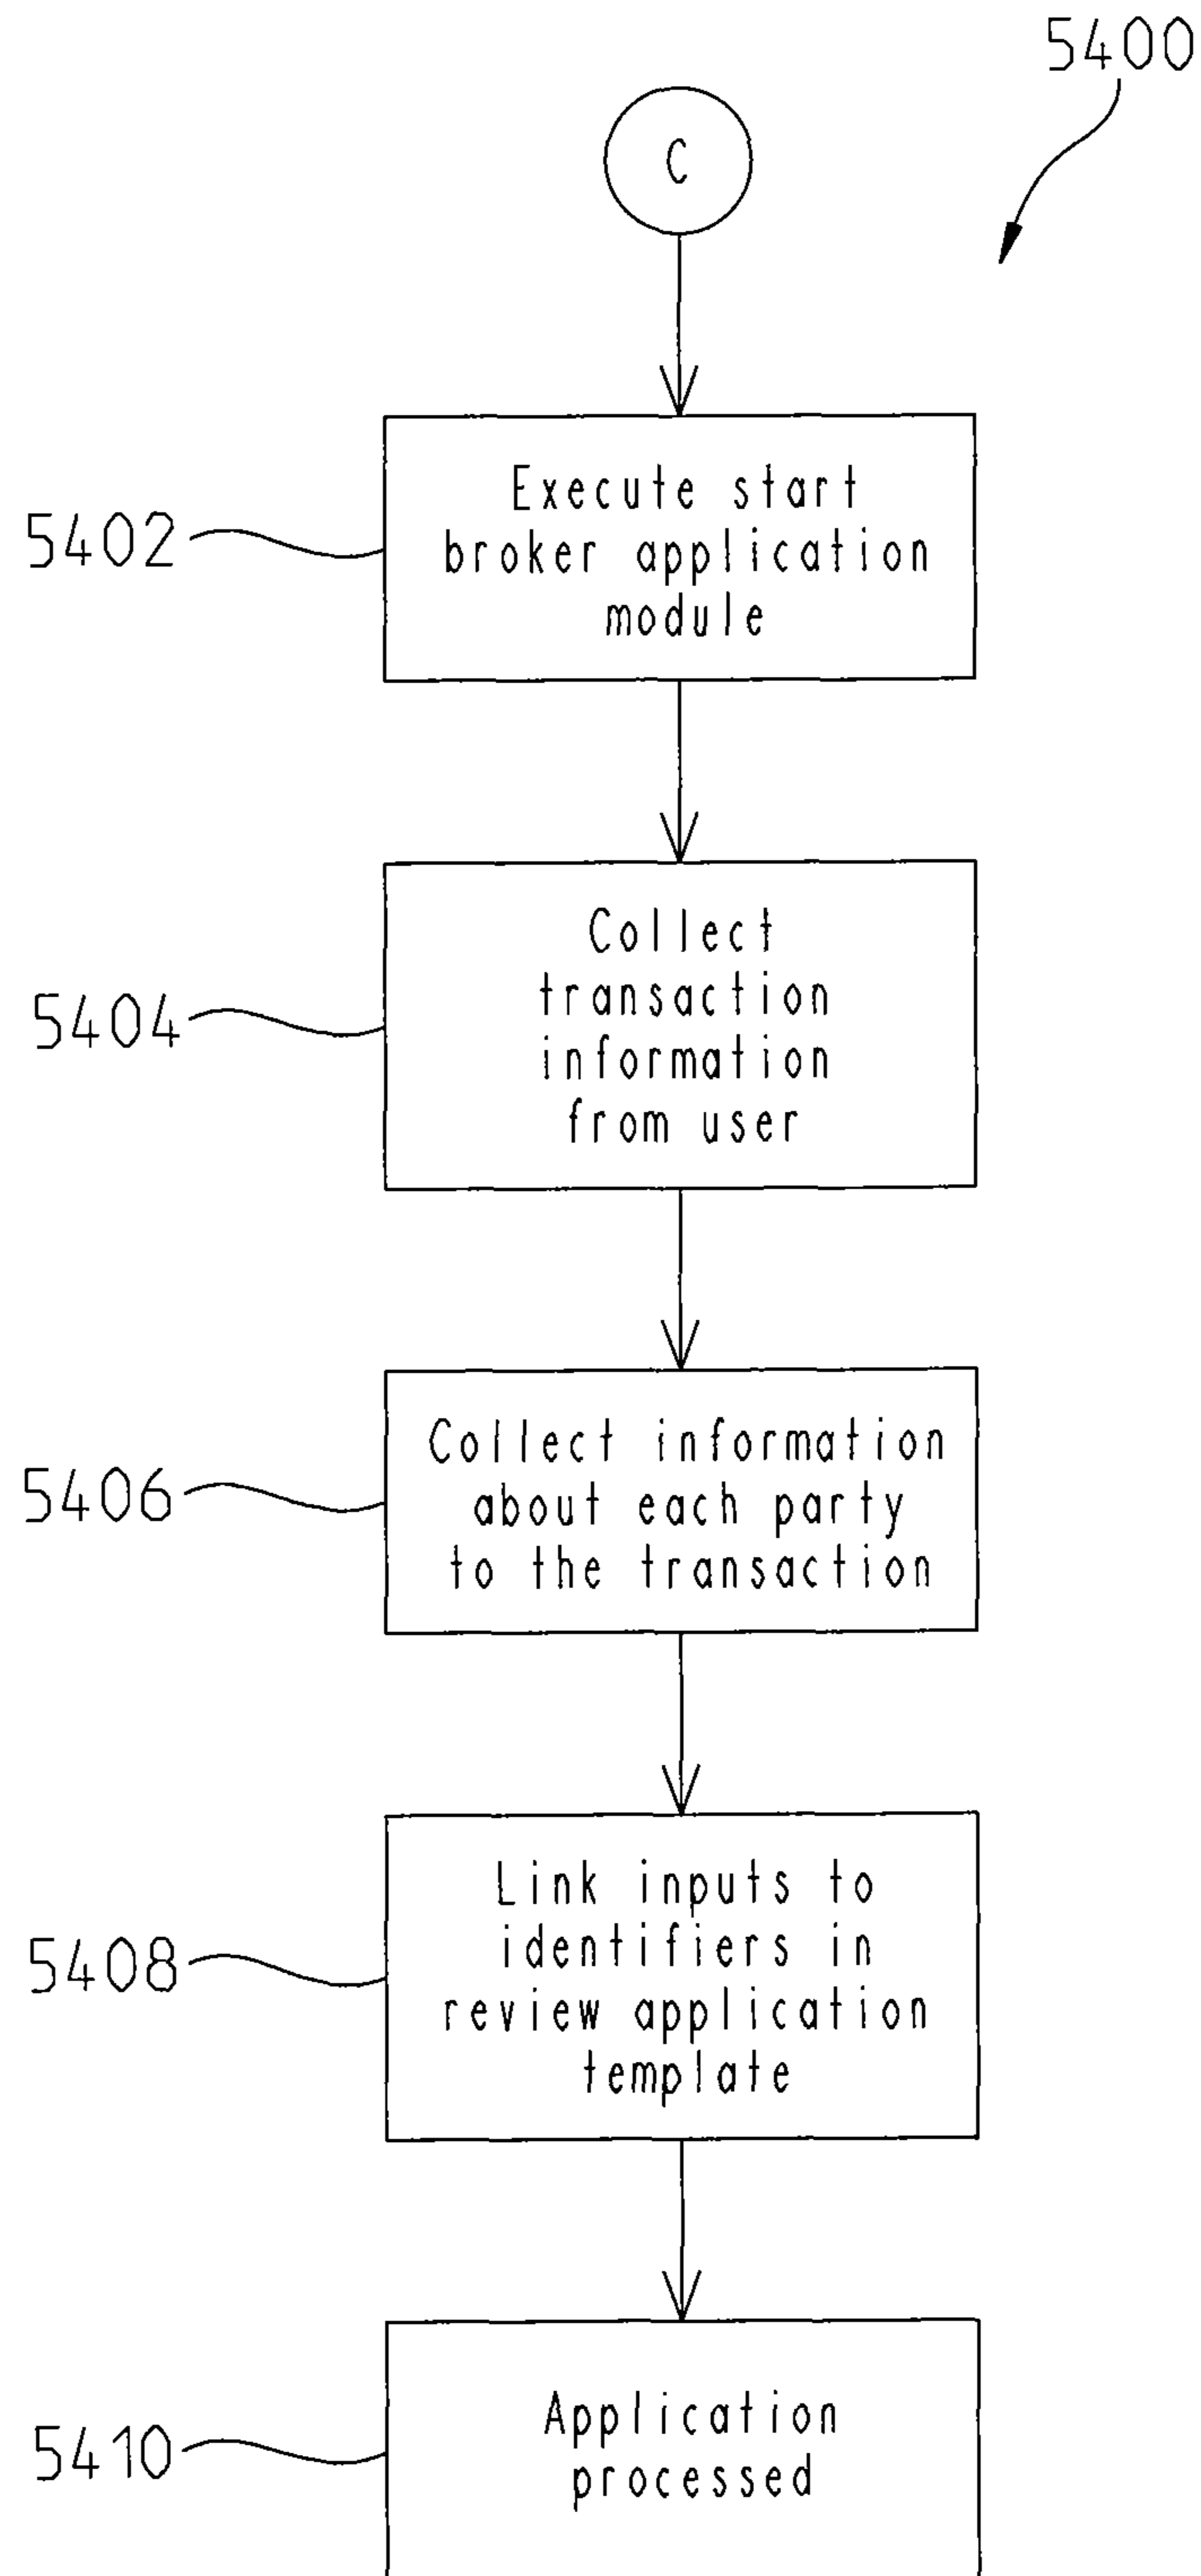 5400
C
5402
Execute start
broker application
module
5404
Collect
transaction
information
from user
5406
Collect information
about each party
to the transaction
5408
Link inputs to
identifiers in
review application
template
5410
Application
processed